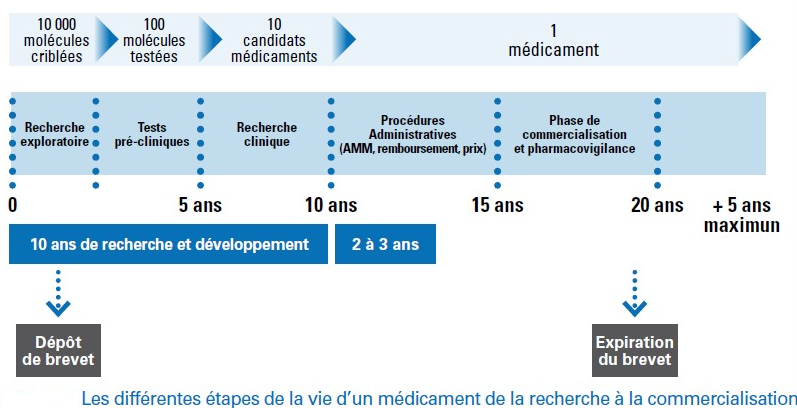 10 000
molécules
criblées
100
molécules
testées
10
candidats
médicaments
1
médicament
Recherche
exploratoire
Tests
pré-cliniques
Recherche
clinique
Procédures
Administratives
(AMM, remboursement, prix)
Phase de
commercialisation
et pharmacovigilance
0
5 ans
10 ans
15 ans
20 ans
+ 5 ans
maximun
10 ans de recherche et développement
2 à 3 ans
Dépôt
de brevet
Expiration
du brevet
Les différentes étapes de la vie d'un médicament de la recherche à la commercialisation